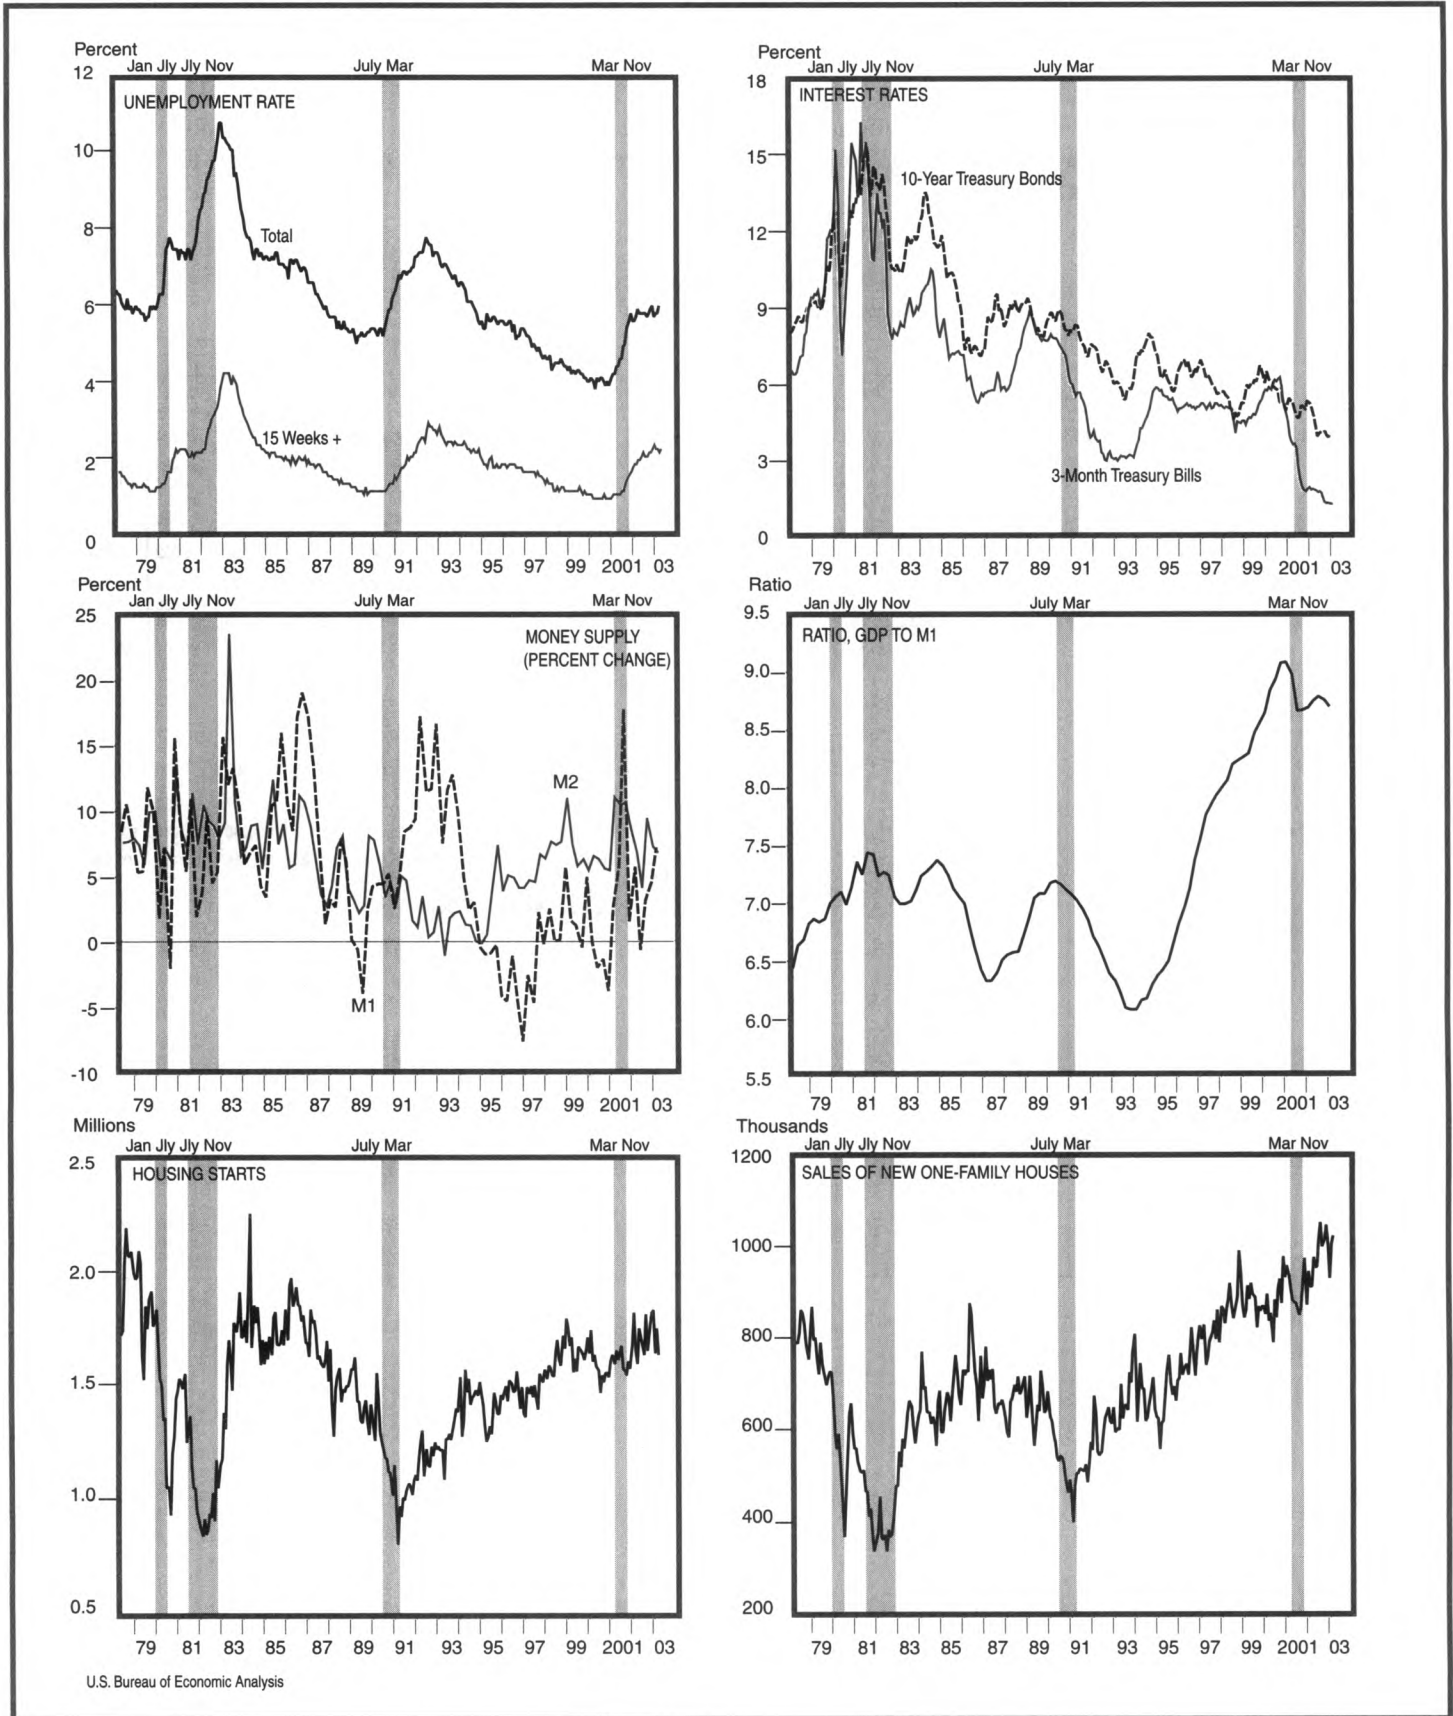 Percent
Jan Jly Jly Nov July Mar Mar Nov
12
UNEMPLOYMENT RATE
10
8
Total
6
4
15 Weeks +
2
0
79 81 83 85 87 89 91 93 95 97 99 2001 03
Percent
Jan Jly Jly Nov July Mar Mar Nov
18
INTEREST RATES
15
10-Year Treasury Bonds
12
9
6
3
3-Month Treasury Bills
0
79 81 83 85 87 89 91 93 95 97 99 2001 03
Percent
Jan Jly Jly Nov July Mar Mar Nov
25
MONEY SUPPLY
(PERCENT CHANGE)
20
15
M2
10
5
0
M1
-5
-10
79 81 83 85 87 89 91 93 95 97 99 2001 03
Ratio
Jan Jly Jly Nov July Mar Mar Nov
9.5
RATIO, GDP TO M1
9.0
8.5
8.0
7.5
7.0
6.5
6.0
5.5
79 81 83 85 87 89 91 93 95 97 99 2001 03
Millions
Jan Jly Jly Nov July Mar Mar Nov
2.5
HOUSING STARTS
2.0
1.5
1.0
0.5
79 81 83 85 87 89 91 93 95 97 99 2001 03
Thousands
Jan Jly Jly Nov July Mar Mar Nov
1200
SALES OF NEW ONE-FAMILY HOUSES
1000
800
600
400
200
79 81 83 85 87 89 91 93 95 97 99 2001 03
U.S. Bureau of Economic Analysis